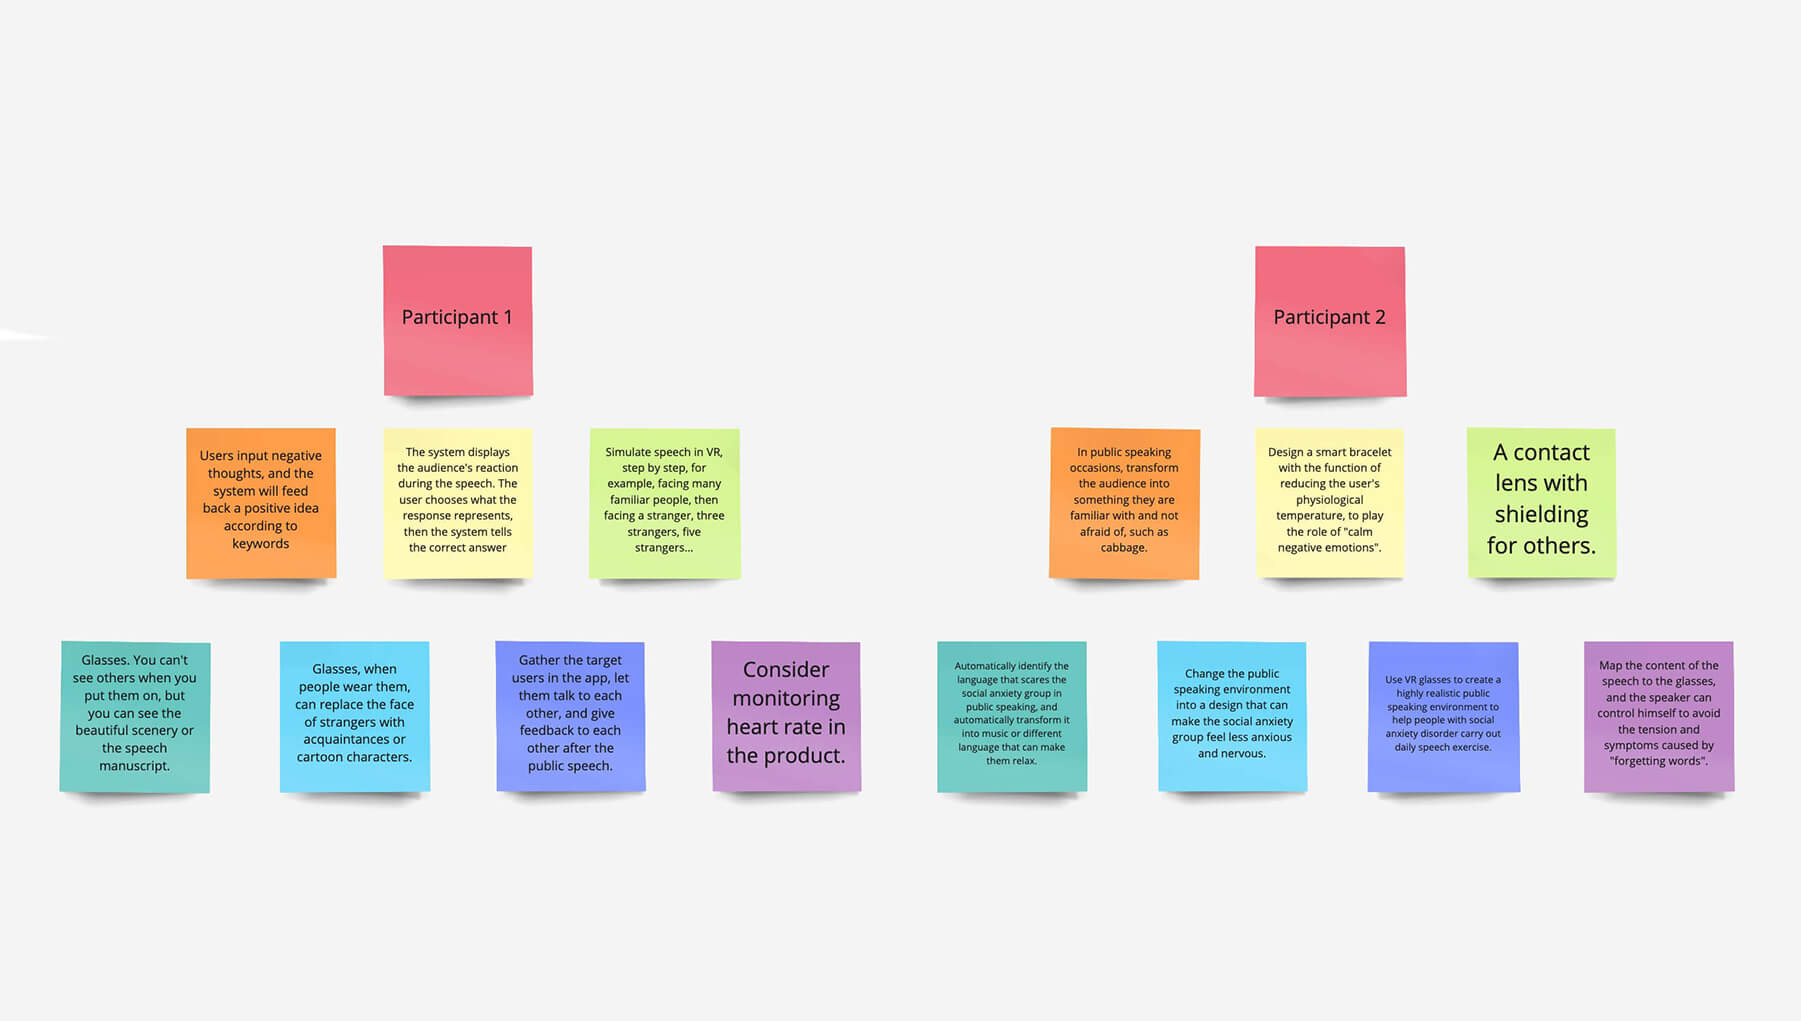 Participant 1
Participant 2
Users input negative
thoughts, and the
system will feed
back a positive idea
according to
keywords
The system displays
the audience's reaction
during the speech. The
user chooses what the
response represents,
then the system tells
the correct answer
Simulate speech in VR,
step by step, for
example, facing many
familiar people, then
facing a stranger, three
strangers, five
strangers...
In public speaking
occasions, transform
the audience into
something they are
familiar with and not
afraid of, such as
cabbage.
Design a smart bracelet
with the function of
reducing the user's
physiological
temperature, to play
the role of "calm
negative emotions".
A contact
lens with
shielding
for others.
Glasses. You can't
see others when you
put them on, but
you can see the
beautiful scenery or
the speech
manuscript.
Glasses, when
people wear them,
can replace the face
of strangers with
acquaintances or
cartoon characters.
Gather the target
users in the app, let
them talk to each
other, and give
feedback to each
other after the
public speech.
Consider
monitoring
heart rate in
the product.
Automatically identify the
language that scares the
social anxiety group in
public speaking, and
automatically transform it
into music or different
language that can make
them relax.
Change the public
speaking environment
into a design that can
make the social anxiety
group feel less anxious
and nervous.
Use VR glasses to create a
highly realistic public
speaking environment to
help people with social
anxiety disorder carry out
daily speech exercise.
Map the content of the
speech to the glasses,
and the speaker can
control himself to avoid
the tension and
symptoms caused by
"forgetting words".